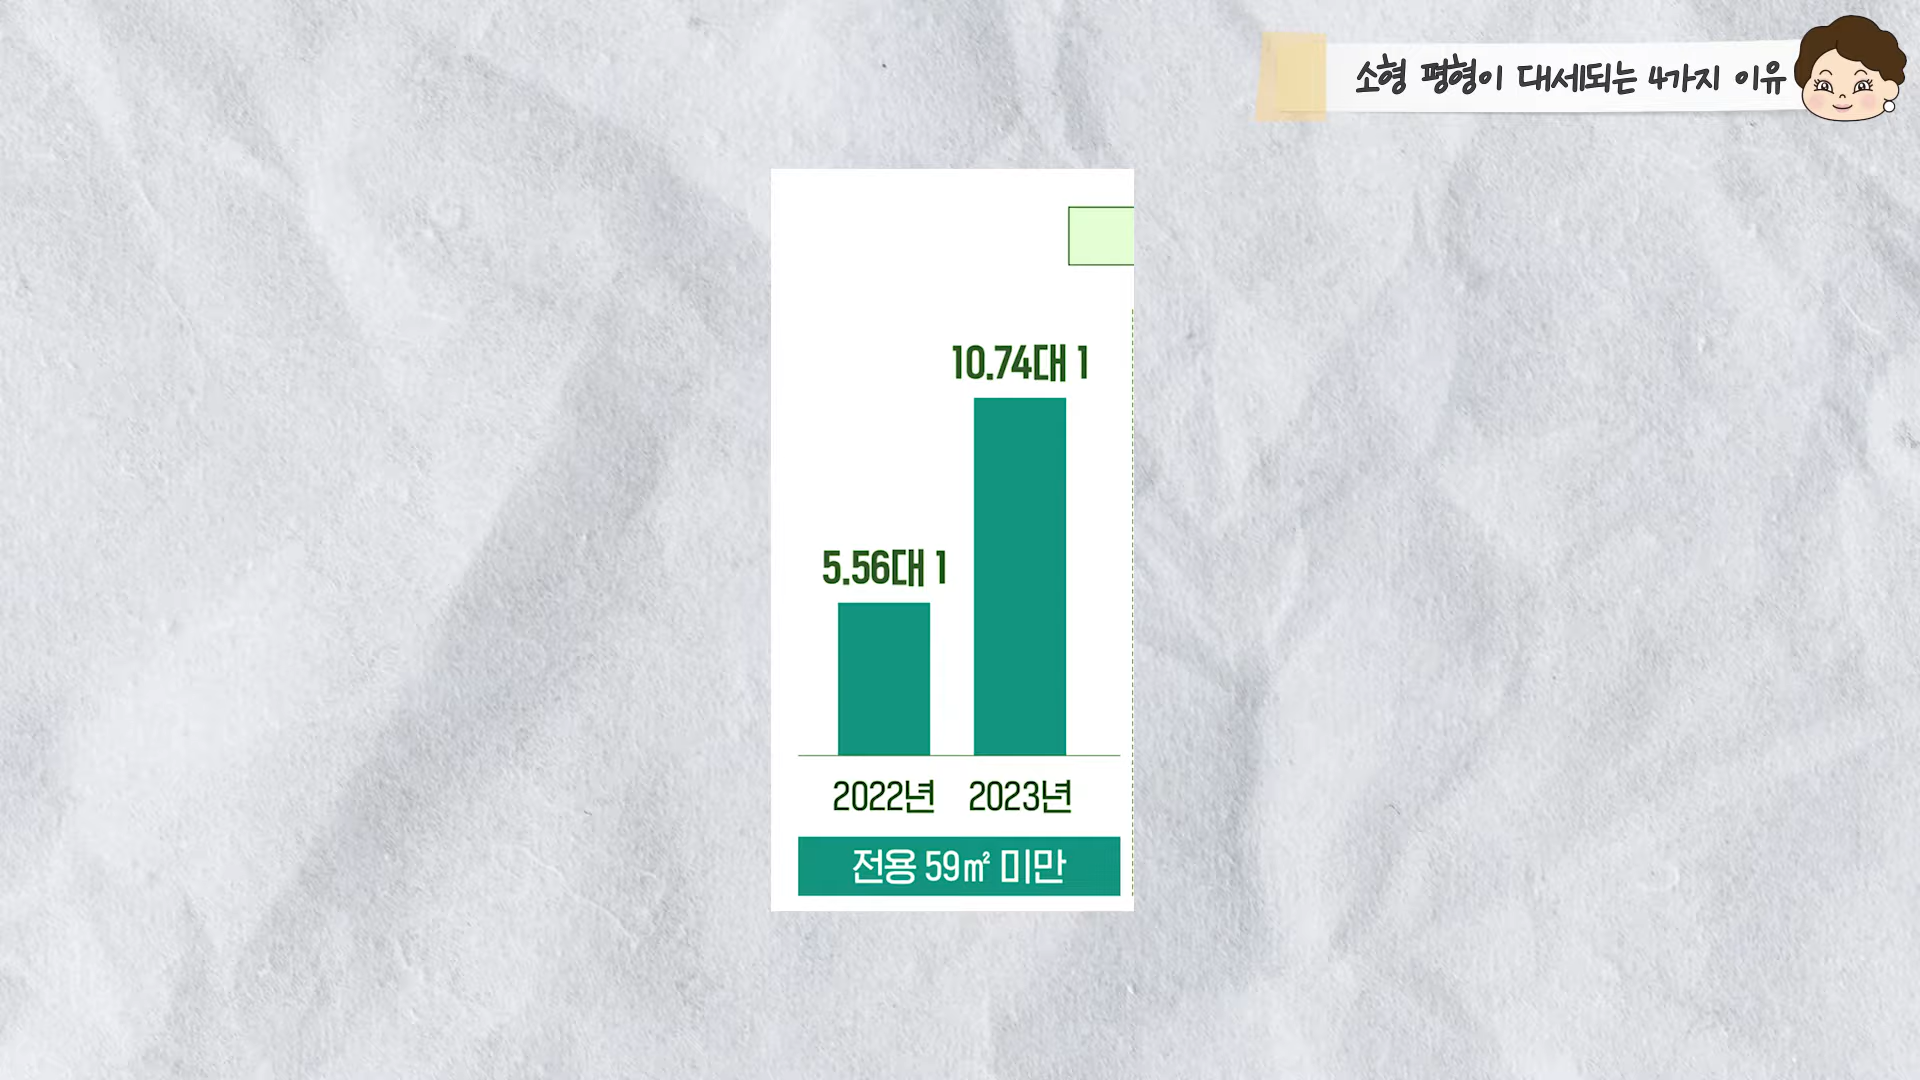 소형 평형이 대세되는 4가지 이유
10.74대 1
5.56대 1
2022년 2023년
전용 59㎡ 미만